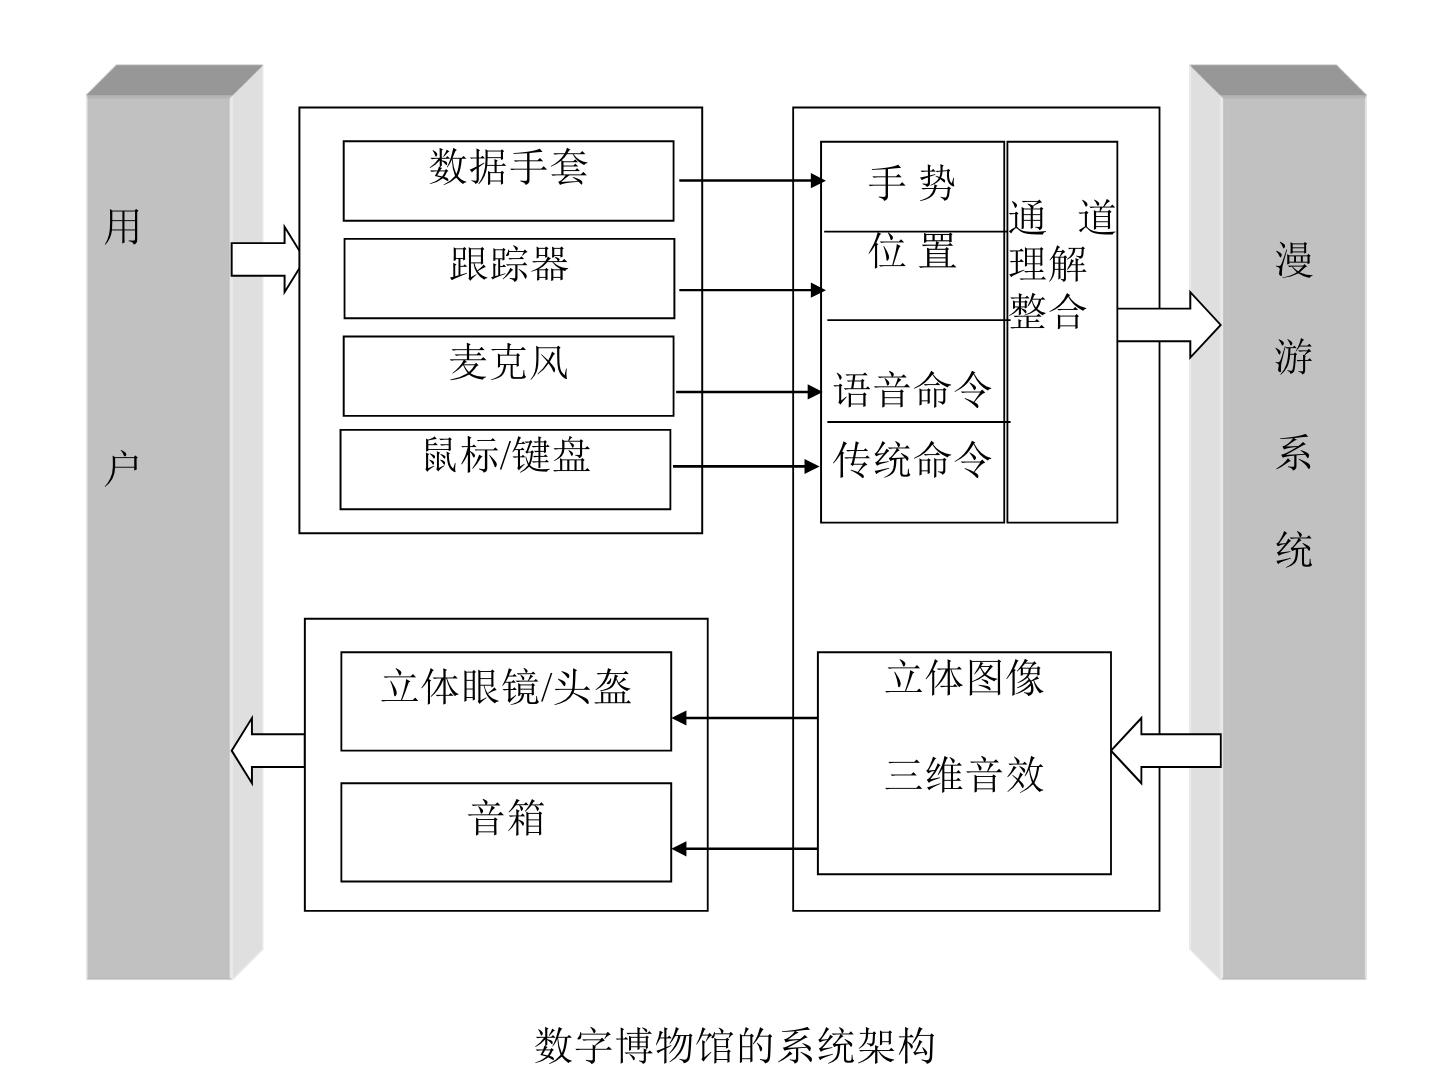 用
户
数据手套
跟踪器
麦克风
鼠标/键盘
手 势
位 置
语音命令
传统命令
通 道
理解
整合
漫
游
系
统
立体眼镜/头盔
音箱
立体图像
三维音效
数字博物馆的系统架构